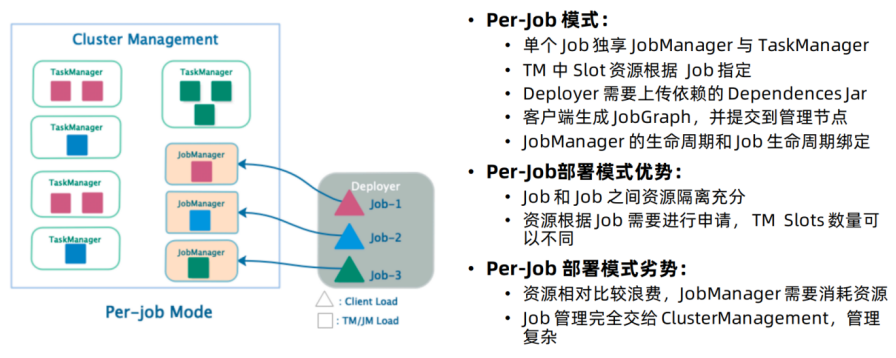 Cluster Management
TaskManager
TaskManager
TaskManager
JobManager
TaskManager
JobManager
TaskManager
JobManager
Deployer
Job-1
Job-2
Job-3
Per-job Mode
: Client Load
: TM/JM Load
• Per-Job 模式：
• 单个 Job 独享 JobManager 与 TaskManager
• TM 中 Slot 资源根据 Job 指定
• Deployer 需要上传依赖的 Dependences Jar
• 客户端生成 JobGraph，并提交到管理节点
• JobManager 的生命周期和 Job 生命周期绑定
• Per-Job部署模式优势：
• Job 和 Job 之间资源隔离充分
• 资源根据 Job 需要进行申请，TM Slots 数量可
以不同
• Per-Job 部署模式劣势：
• 资源相对比较浪费，JobManager 需要消耗资源
• Job 管理完全交给 ClusterManagement，管理
复杂